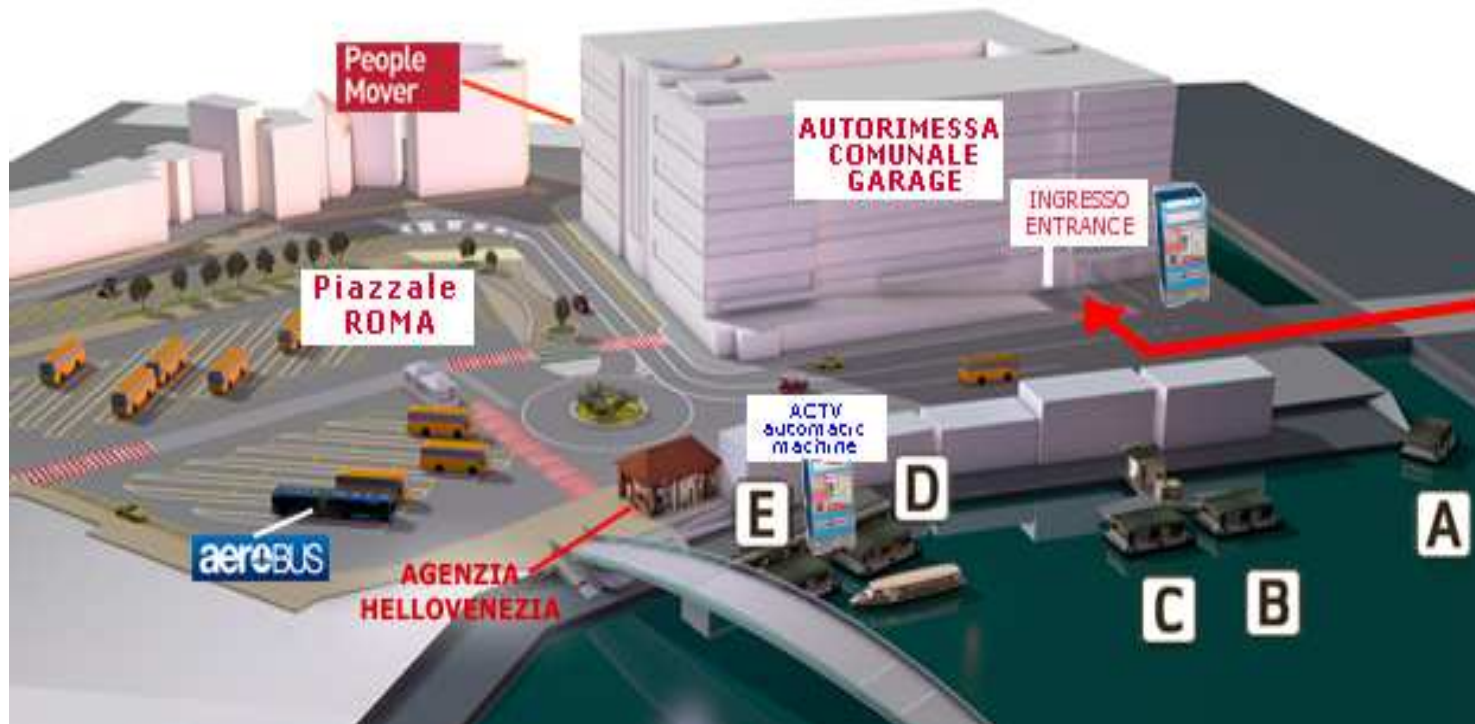 People
Mover
AUTORIMESSA
COMUNALE
GARAGE
INGRESSO
ENTRANCE
Piazzale
ROMA
ACTV
automatic
machine
E
D
A
C
B
aeroBUS
AGENZIA
HELLOVENEZIA